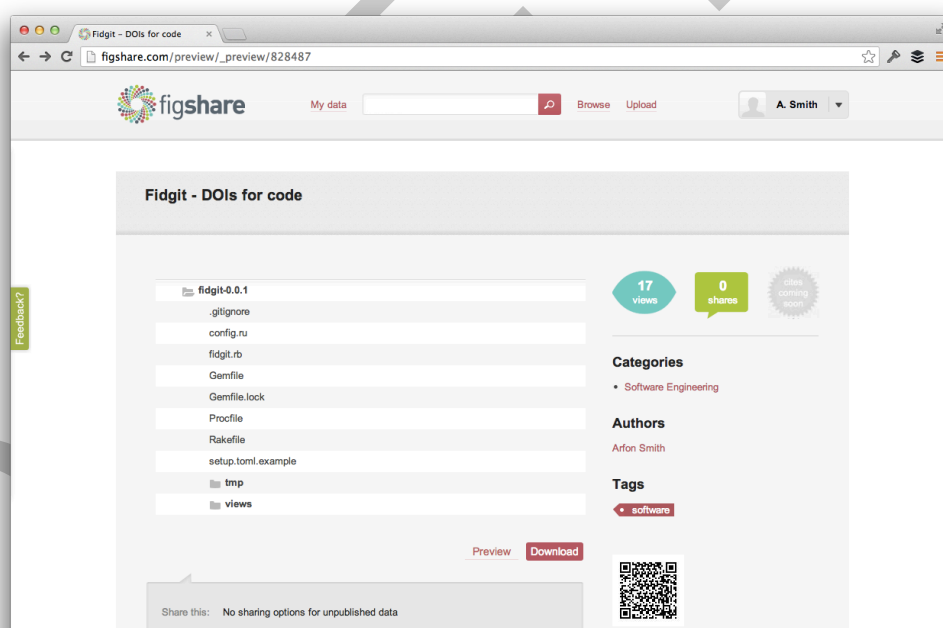 Fidgit - DOIs for code
figshare.com/preview/_preview/828487
figshare
My data
Browse
Upload
A. Smith
Fidgit - DOIs for code
Feedback?
fidgit-0.0.1
.gitignore
config.ru
fidgit.rb
Gemfile
Gemfile.lock
Procfile
Rakefile
setup.toml.example
tmp
views
Preview
Download
Share this: No sharing options for unpublished data
17
views
0
shares
cites
coming
soon
Categories
Software Engineering
Authors
Arfon Smith
Tags
software